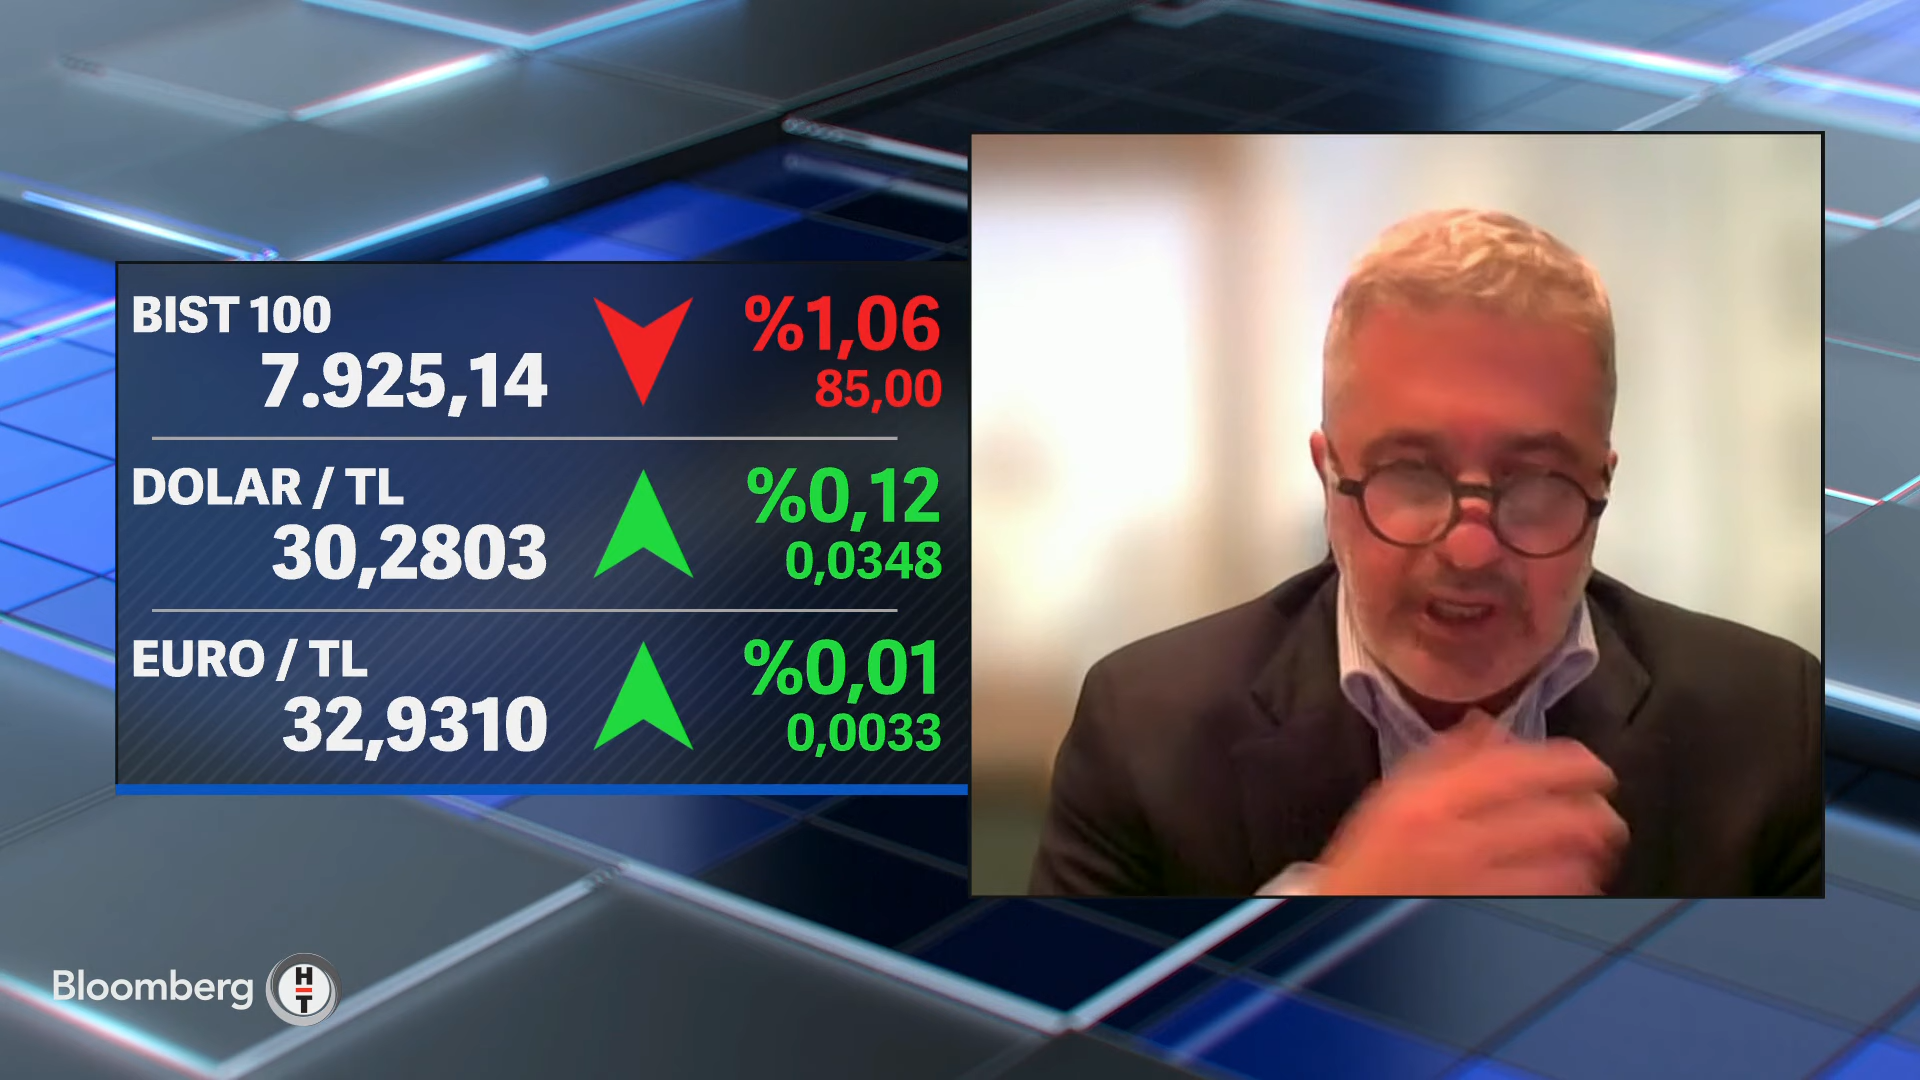 BIST 100
7.925,14
%1,06
85,00
DOLAR / TL
30,2803
%0,12
0,0348
EURO / TL
32,9310
%0,01
0,0033
Bloomberg HT